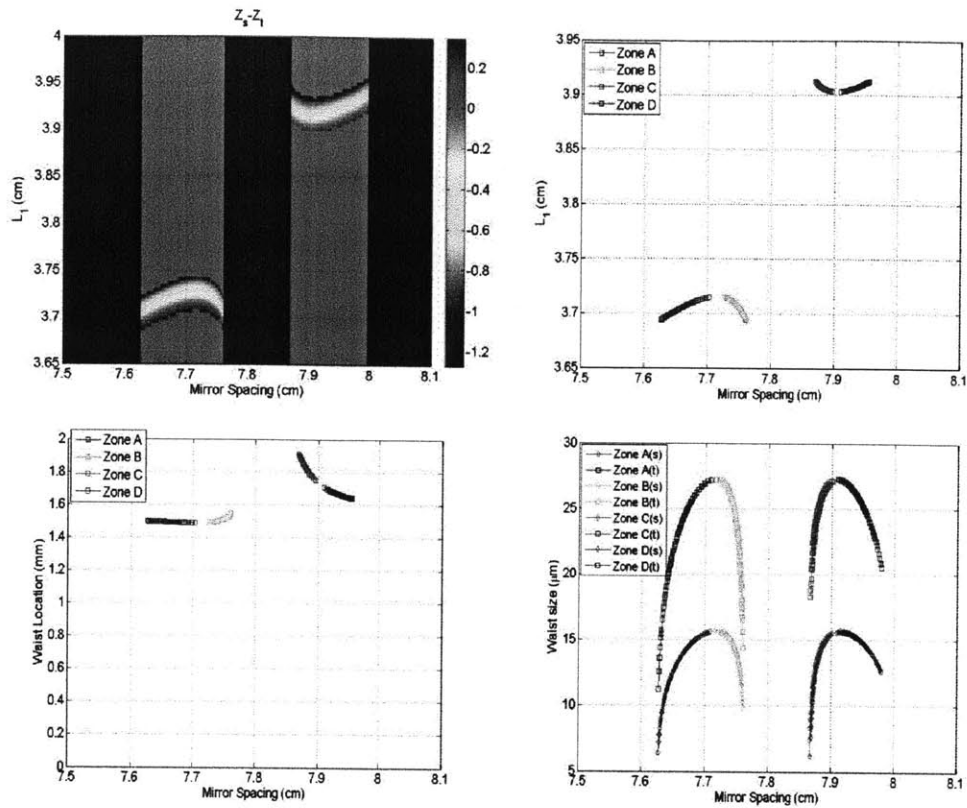 Z_s-Z_t
4
3.95
3.9
3.85
3.8
3.75
3.7
3.65
L_1 (cm)
7.5 7.6 7.7 7.8 7.9 8 8.1
Mirror Spacing (cm)
0.2
0
-0.2
-0.4
-0.6
-0.8
-1
-1.2
3.95
3.9
3.85
3.8
3.75
3.7
3.65
L_1 (cm)
Zone A
Zone B
Zone C
Zone D
7.5 7.6 7.7 7.8 7.9 8 8.1
Mirror Spacing (cm)
2
1.8
1.6
1.4
1.2
1
0.8
0.6
0.4
0.2
0
Waist Location (mm)
Zone A
Zone B
Zone C
Zone D
7.5 7.6 7.7 7.8 7.9 8 8.1
Mirror Spacing (cm)
30
25
20
15
10
5
Waist size (μm)
Zone A(s)
Zone A(t)
Zone B(s)
Zone B(t)
Zone C(s)
Zone C(t)
Zone D(s)
Zone D(t)
7.5 7.6 7.7 7.8 7.9 8 8.1
Mirror Spacing (cm)